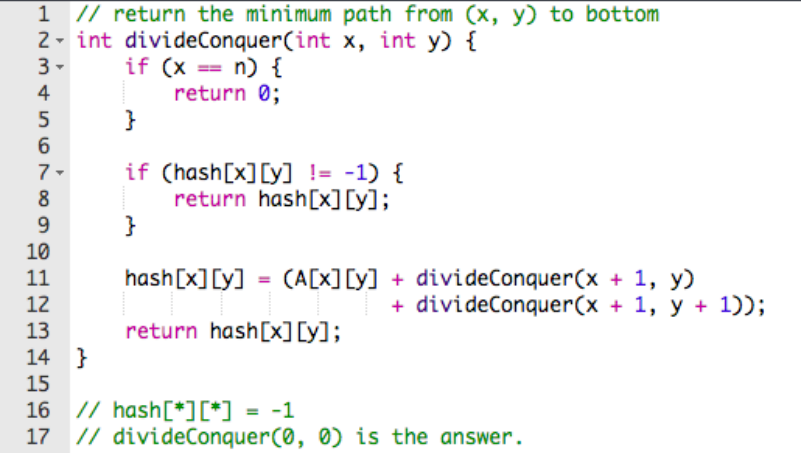 1 // return the minimum path from (x, y) to bottom
2 int divideConquer(int x, int y) {
3     if (x == n) {
4         return 0;
5     }
6
7     if (hash[x][y] != -1) {
8         return hash[x][y];
9     }
10
11     hash[x][y] = (A[x][y] + divideConquer(x + 1, y)
12                           + divideConquer(x + 1, y + 1));
13     return hash[x][y];
14 }
15
16 // hash[*][*] = -1
17 // divideConquer(0, 0) is the answer.